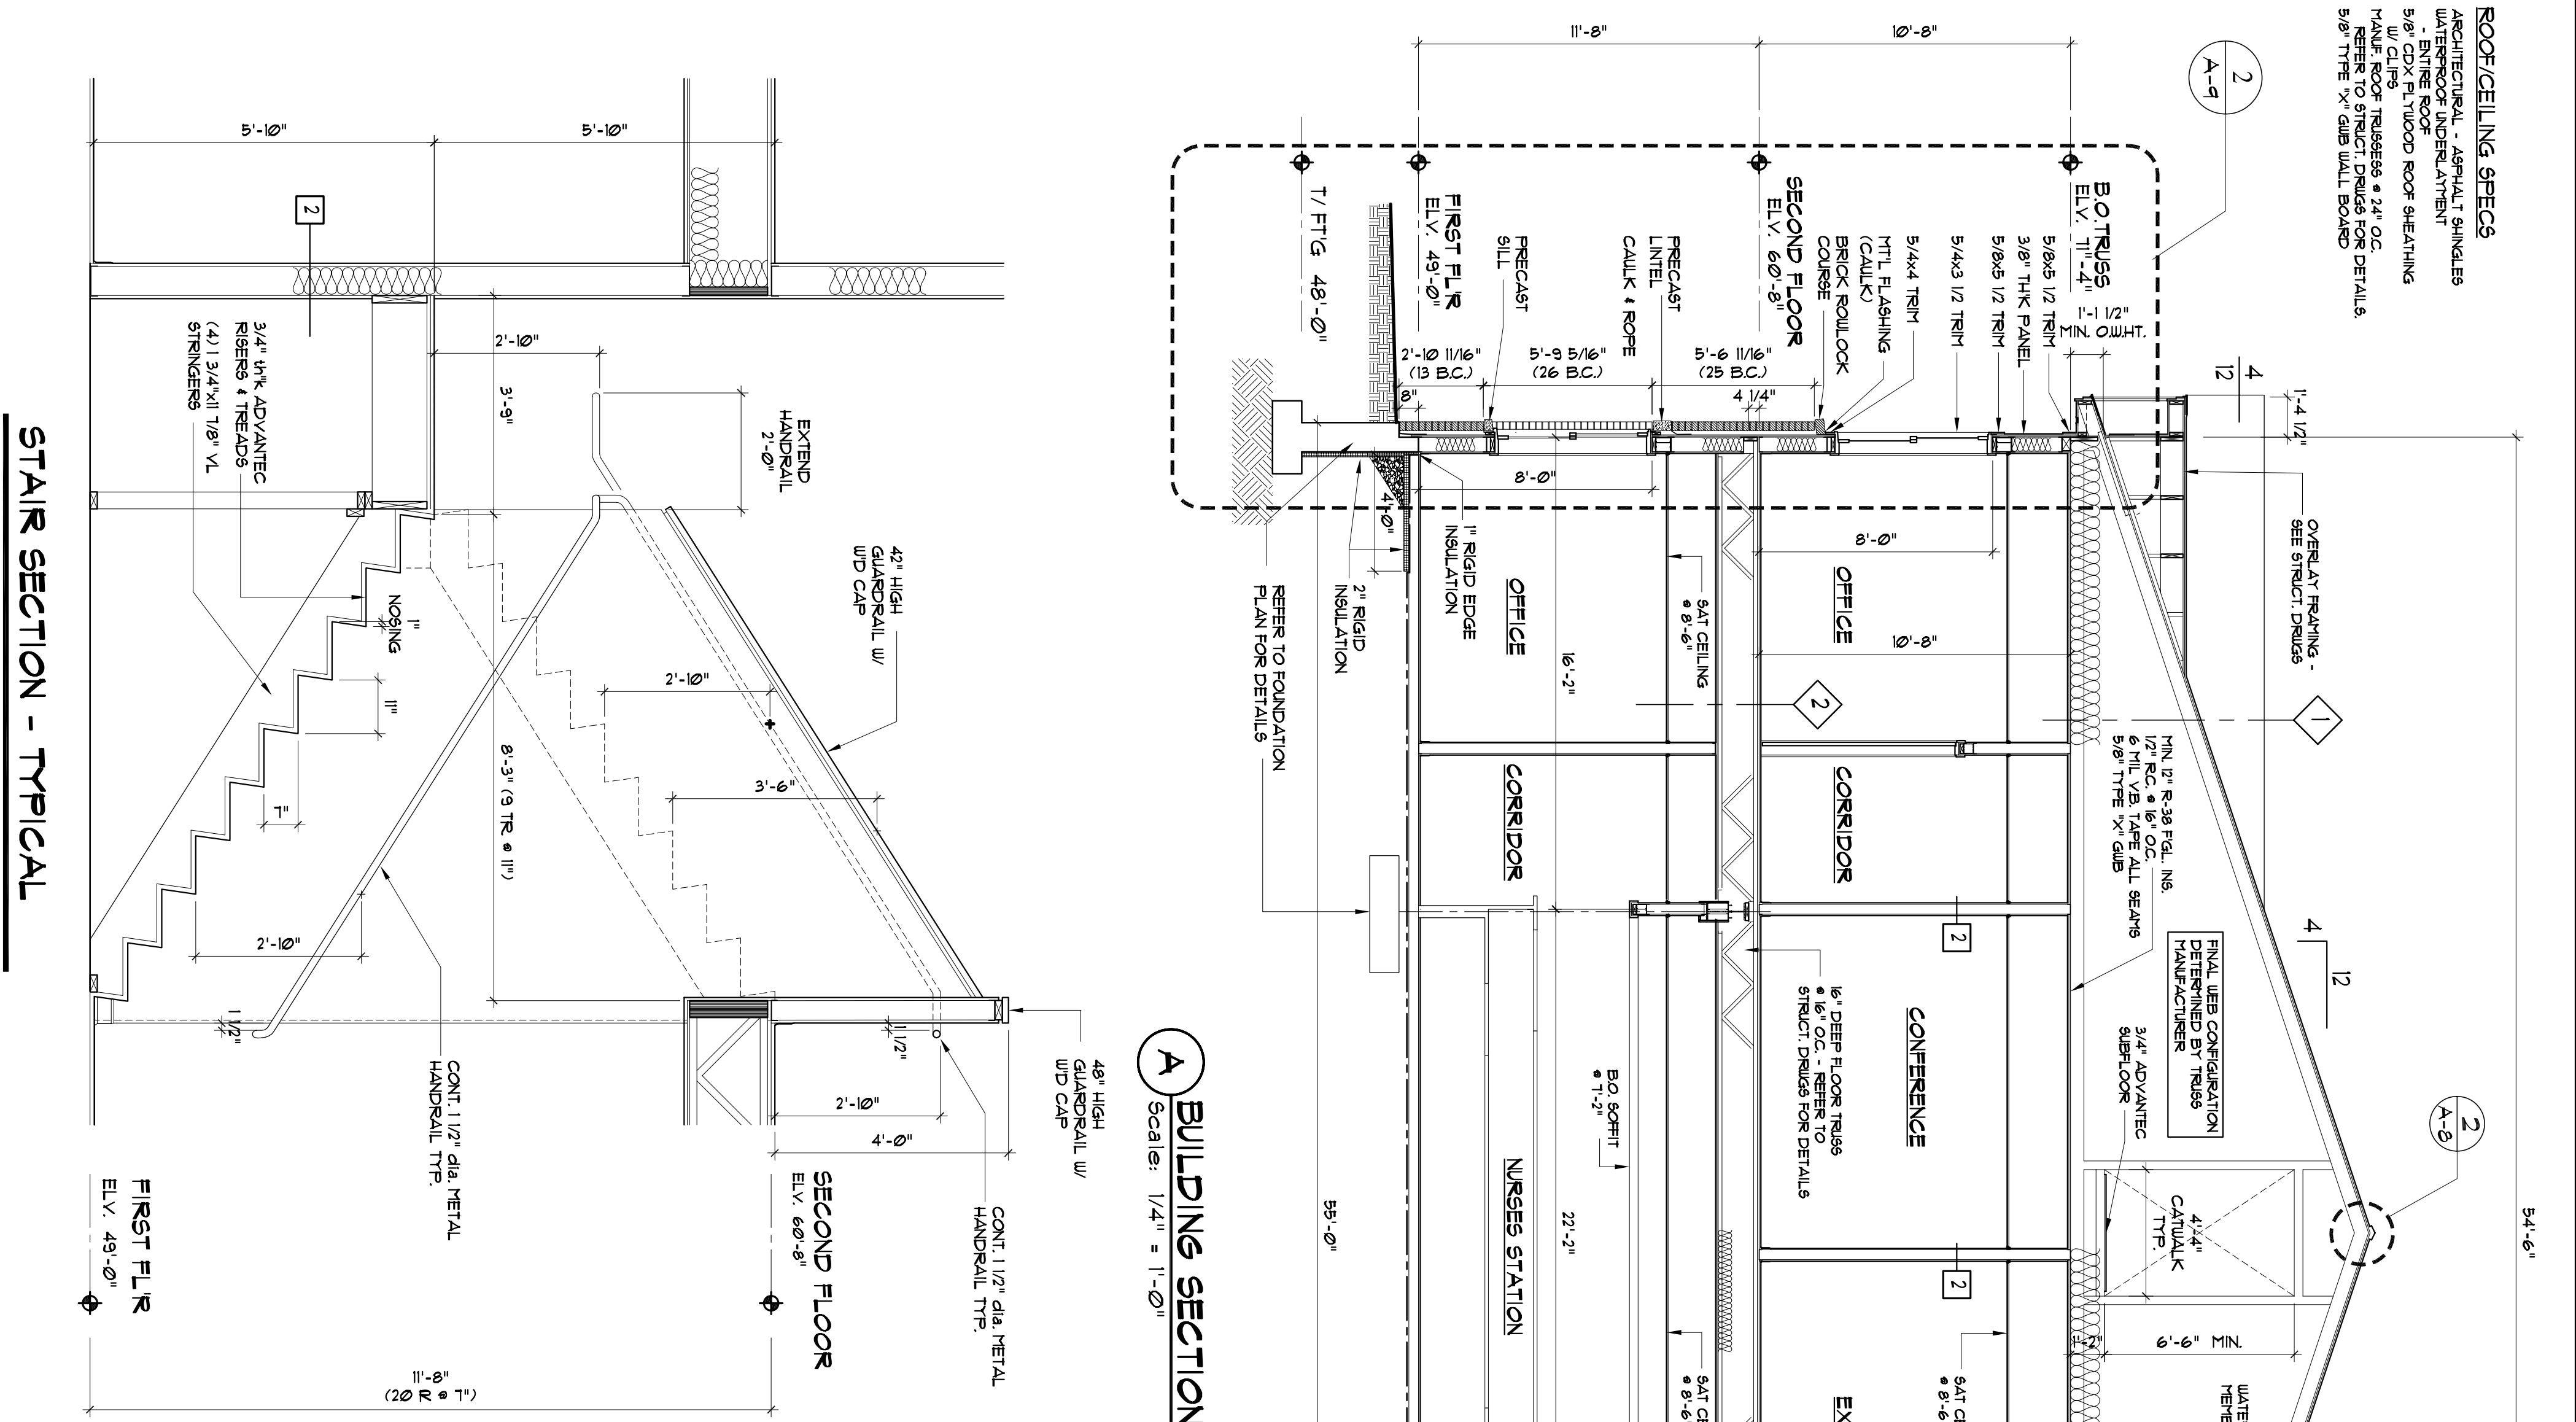 ROOF/CEILING SPECS
ARCHITECTURAL - ASPHALT SHINGLES
WATERPROOF UNDERLAYMENT
- ENTIRE ROOF
5/8" CDX PLYWOOD ROOF SHEATHING
W/ CLIPS
MANUF. ROOF TRUSSESS @ 24" O.C.
REFER TO STRUCT. DRWGS FOR DETAILS.
5/8" TYPE "X" GWB WALL BOARD
2
A-9
54'-6"
1'-4 1/2"
4
12
OVERLAY FRAMING -
SEE STRUCT. DRWGS
1
4
12
2
A-8
FINAL WEB CONFIGURATION
DETERMINED BY TRUSS
MANUFACTURER
MIN. 12" R-38 F'GL. INS.
1/2" R.C. @ 16" O.C.
6 MIL V.B. TAPE ALL SEAMS
5/8" TYPE "X" GWB
3/4" ADVANTEC
SUBFLOOR
4'-4"
CATWALK
TYP.
6'-6" MIN.
1'-2"
10'-8"
11'-8"
B.O.TRUSS
ELV. 71'-4"
1'-1 1/2"
MIN. O.W.HT.
5/8x5 1/2 TRIM
3/8" TH'K PANEL
5/8x5 1/2 TRIM
5/4x3 1/2 TRIM
5/4x4 TRIM
MT'L FLASHING
(CAULK)
BRICK ROWLOCK
COURSE
SECOND FLOOR
ELV. 60'-8"
5'-6 11/16"
(25 B.C.)
4 1/4"
PRECAST
LINTEL
CAULK & ROPE
5'-9 5/16"
(26 B.C.)
PRECAST
SILL
2'-10 11/16"
(13 B.C.)
8"
FIRST FL'R
ELV. 49'-0"
T/ FT'G 48'-0"
8'-0"
8'-0"
4'-0"
OFFICE
10'-8"
2
CORRIDOR
2
CONFERENCE
2
SAT CEILING
@ 8'-6"
16'-2"
OFFICE
CORRIDOR
16" DEEP FLOOR TRUSS
@ 16" O.C. - REFER TO
STRUCT. DRWGS FOR DETAILS
B.O. SOFFIT
@ 7'-2"
22'-2"
NURSES STATION
1" RIGID EDGE
INSULATION
2" RIGID
INSULATION
REFER TO FOUNDATION
PLAN FOR DETAILS
55'-0"
A
BUILDING SECTION
Scale: 1/4" = 1'-0"
5'-10"
5'-10"
2
2'-10"
3'-9"
EXTEND
HANDRAIL
2'-0"
42" HIGH
GUARDRAIL W/
W'D CAP
48" HIGH
GUARDRAIL W/
W'D CAP
2'-10"
3'-6"
8'-3" (9 TR @ 11")
3/4" th'k ADVANTEC
RISERS & TREADS
(4) 1 3/4"x11 7/8" VL
STRINGERS
1"
NOSING
11"
7"
2'-10"
1 1/2"
1 1/2"
2'-10"
4'-0"
CONT. 1 1/2" dia. METAL
HANDRAIL TYP.
CONT. 1 1/2" dia. METAL
HANDRAIL TYP.
SECOND FLOOR
ELV. 60'-8"
FIRST FL'R
ELV. 49'-0"
11'-8"
(20 R @ 7")
STAIR SECTION - TYPICAL